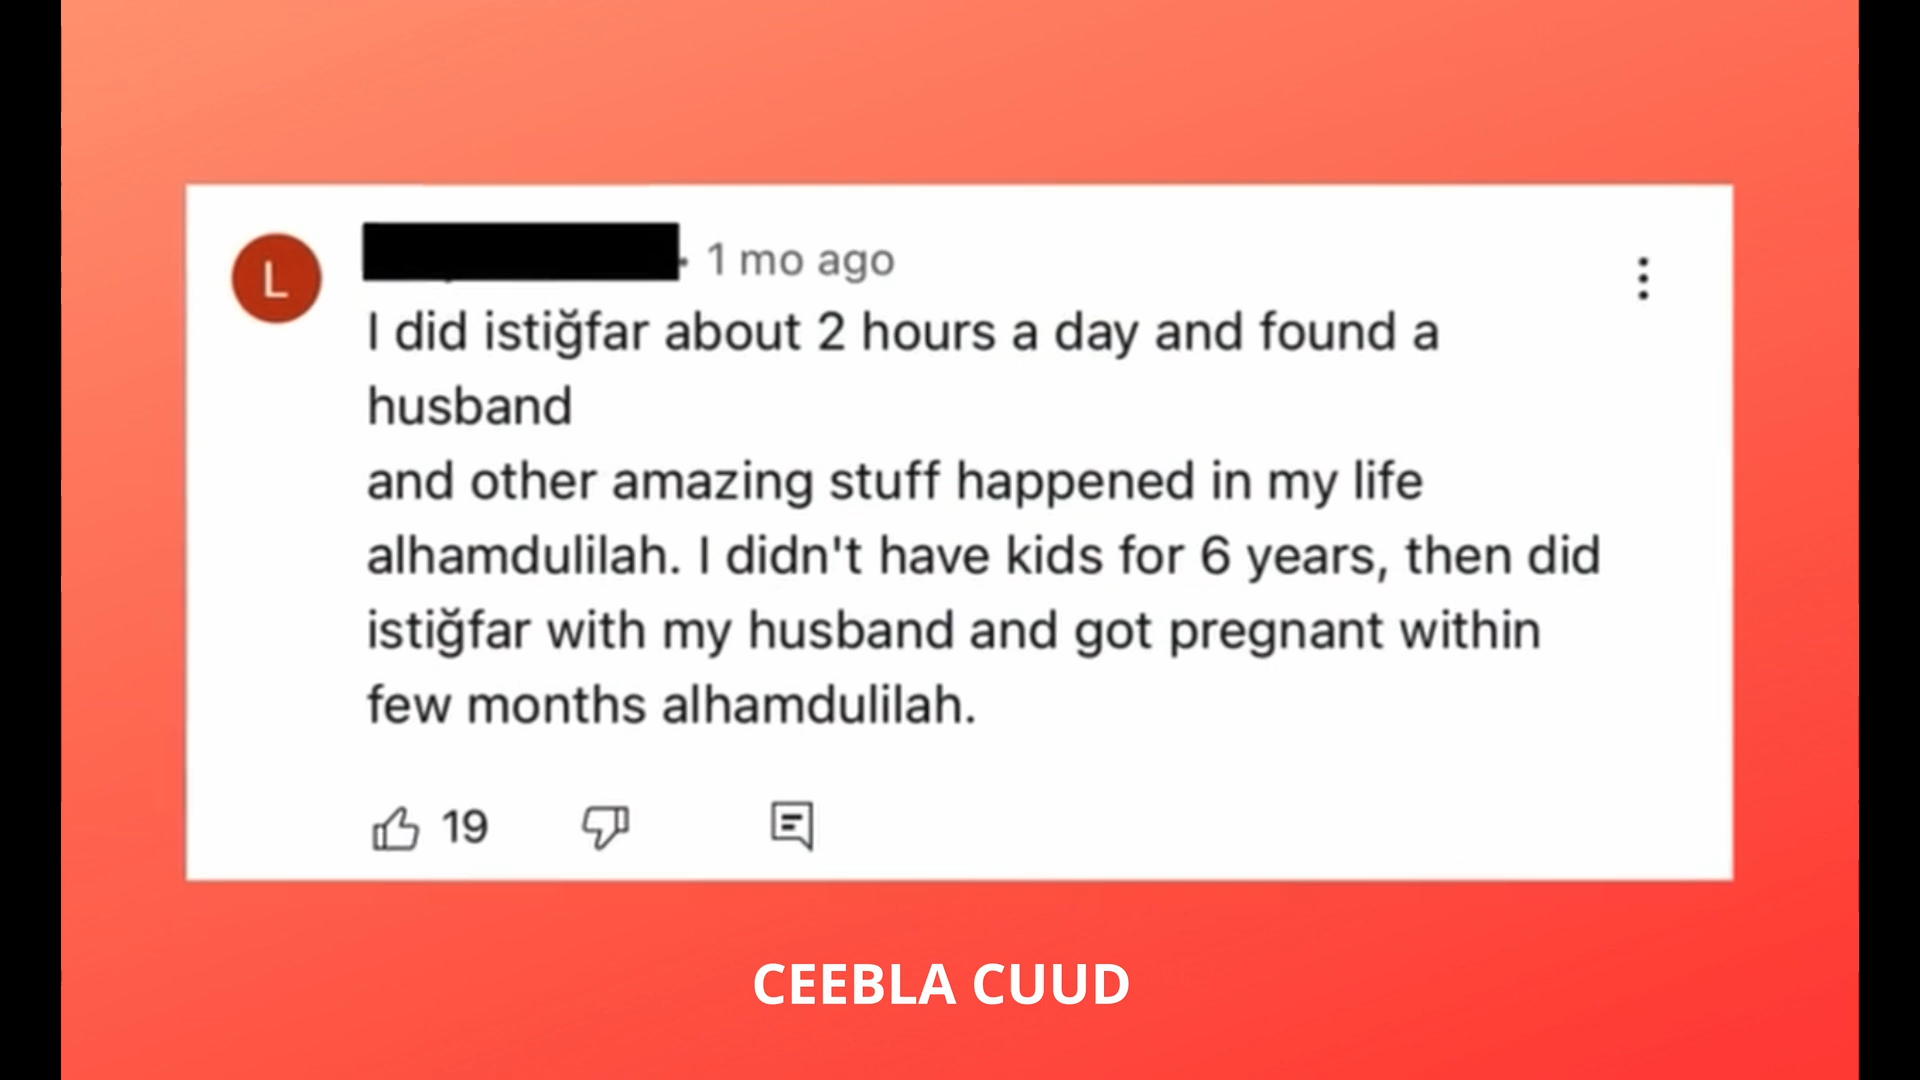 L
· 1 mo ago
I did istiğfar about 2 hours a day and found a
husband
and other amazing stuff happened in my life
alhamdulilah. I didn't have kids for 6 years, then did
istiğfar with my husband and got pregnant within
few months alhamdulilah.
19
CEEBLA CUUD